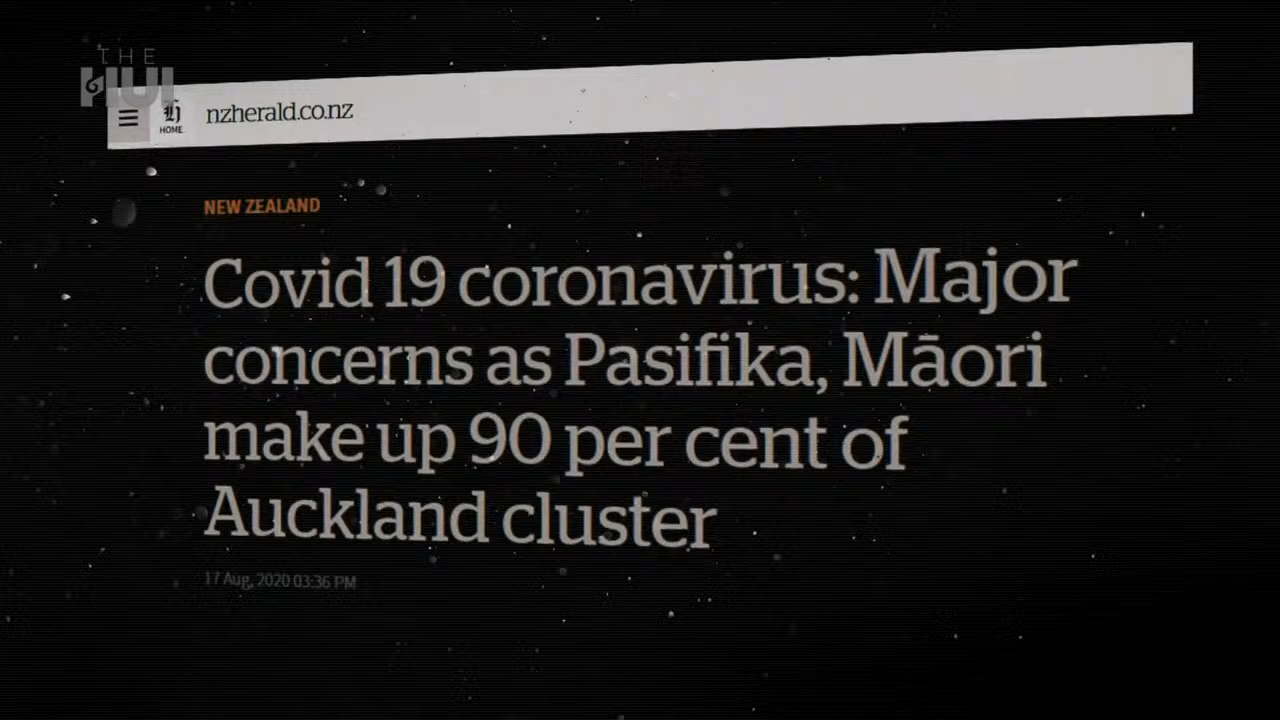 THE
HUI
HOME
nzherald.co.nz
NEW ZEALAND
Covid 19 coronavirus: Major
concerns as Pasifika, Māori
make up 90 per cent of
Auckland cluster
17 Aug, 2020 03:36 PM